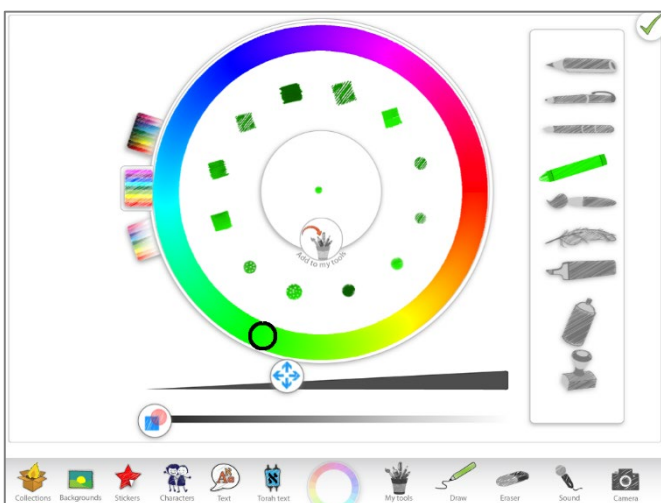 Add to my tools
Collections
Backgrounds
Stickers
Characters
Text
Torah text
My tools
Draw
Eraser
Sound
Camera